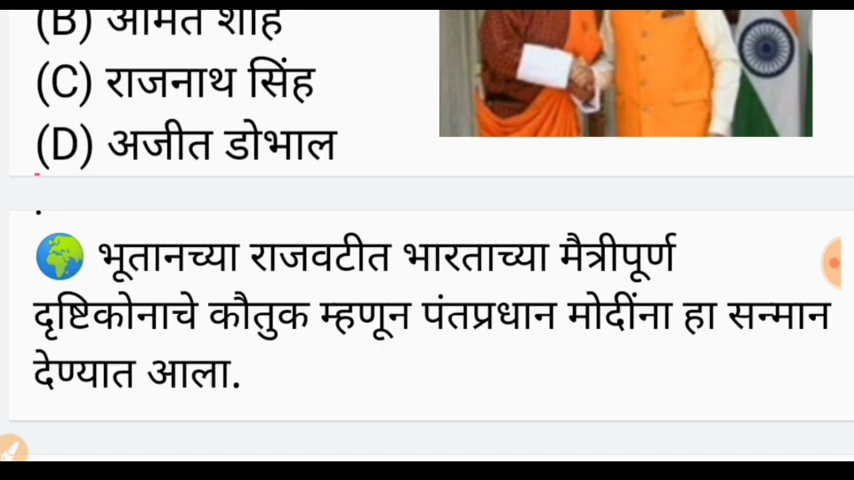 (B) अमित शाह
(C) राजनाथ सिंह
(D) अजीत डोभाल
भूतानच्या राजवटीत भारताच्या मैत्रीपूर्ण
दृष्टिकोनाचे कौतुक म्हणून पंतप्रधान मोदींना हा सन्मान
देण्यात आला.